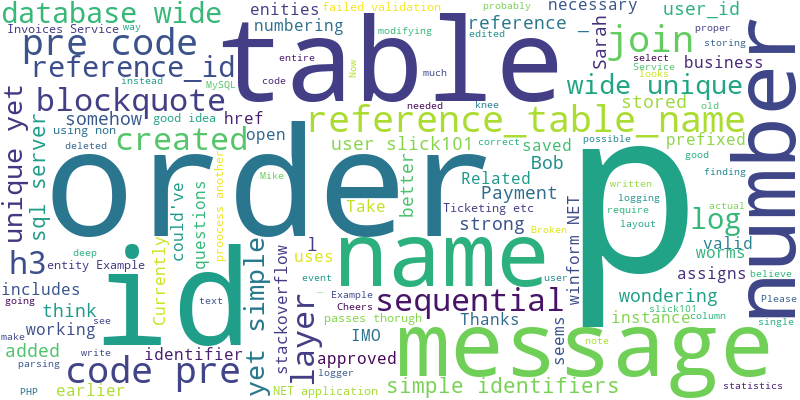 database wide
enities
failed validation
necessary
probably
user_id
Invoices Service
way
numbering
modifying
reference
_
Sarah
join
pre code
table
edited
storing
proper
entire
Now
select
business
number
reference_id
instead
MySQL
code
much
Service
looks
wide unique
blockquote
needed
knee
old
stored
somehow
good idea
href
reference_table_name
unique yet
sql server
using non
created
open
user slick101
correct
possible
prefixed
deleted
could've
questions
process another
order
better
saved
Bob
p
good
finding
Related
written
Mike
Payment
logging
actual
require
Take
Ticketing etc
layout
log
h3
deep
entity Example
Currently
yet simple
stackoverflow
l
uses
name
strong
winform NET
Broken
valid
worms
assigns
believe
includes
id
text
event
layer
Example
Cheers
sequential
user
wondering
slick101
column
Please
going
think
see
working
passes thorugh
IMO
Thanks
seems
instance
note
single
make
added
write
identifier
approved
message
parsing
code pre
logger
PHP
earlier
NET application
simple identifiers
statistics